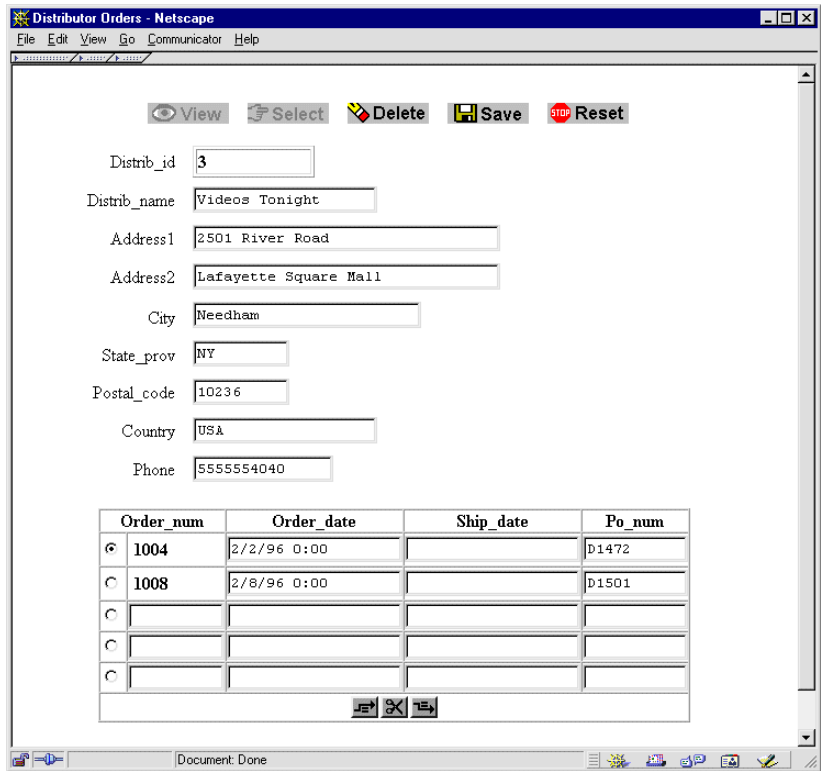 Distributor Orders - Netscape
File Edit View Go Communicator Help
View Select Delete Save STOP Reset
Distrib_id 3
Distrib_name Videos Tonight
Address1 2501 River Road
Address2 Lafayette Square Mall
City Needham
State_prov NY
Postal_code 10236
Country USA
Phone 5555554040
Order_num Order_date Ship_date Po_num
1004 2/2/96 0:00 D1472
1008 2/8/96 0:00 D1501
Document: Done